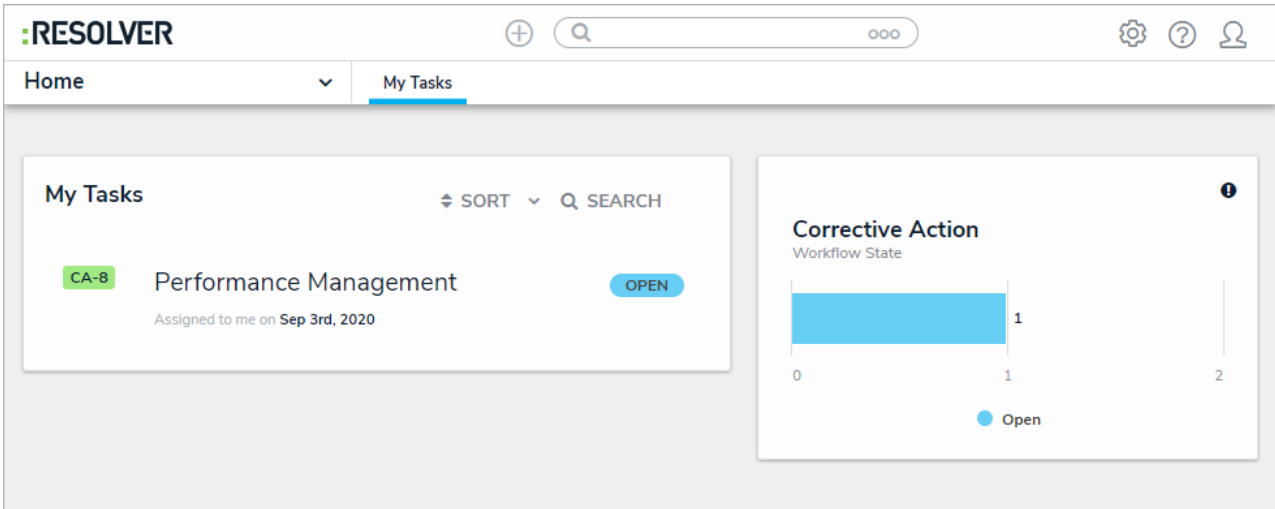 :RESOLVER
Home
My Tasks
My Tasks
SORT
SEARCH
CA-8
Performance Management
OPEN
Assigned to me on Sep 3rd, 2020
Corrective Action
Workflow State
1
0 1 2
Open